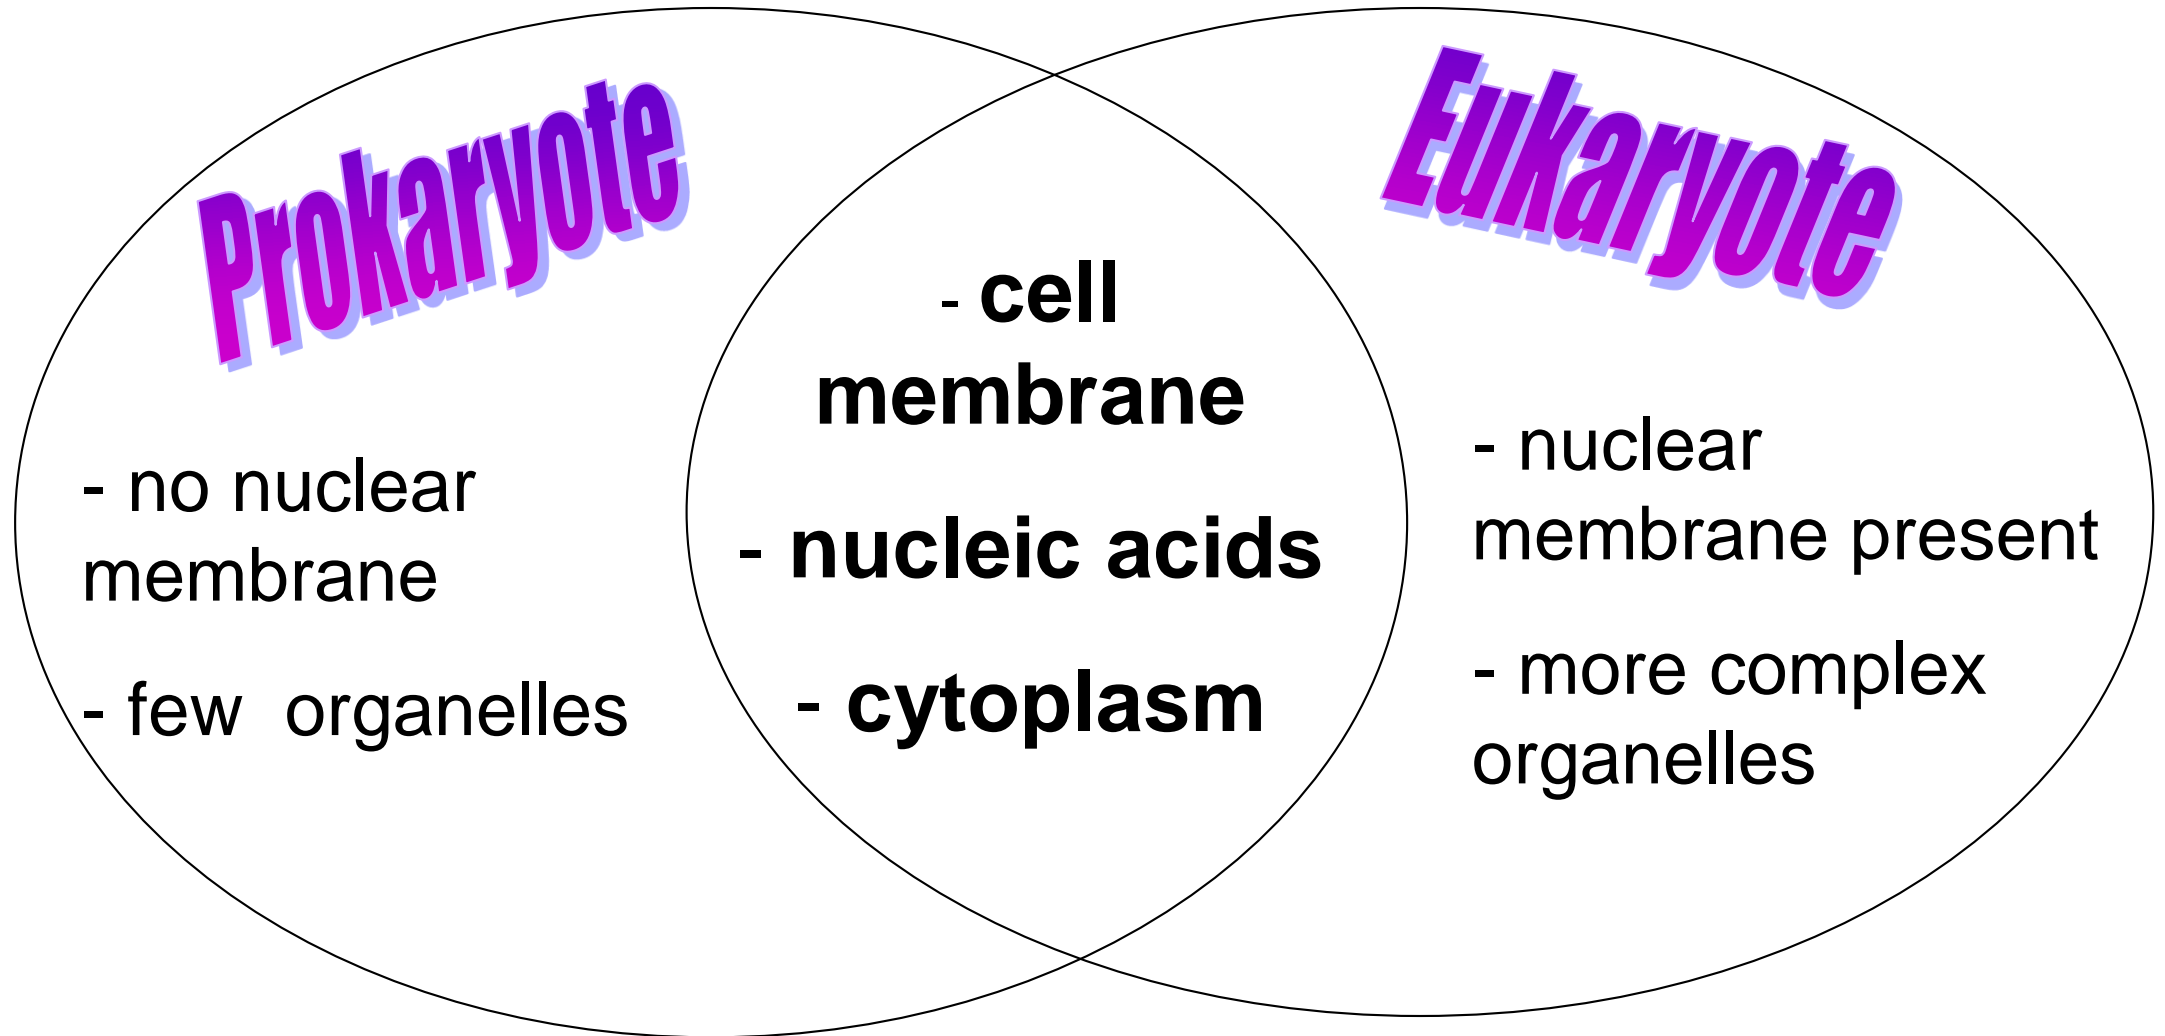 Prokaryote
- no nuclear
membrane
- few  organelles
- cell
membrane
- nucleic acids
- cytoplasm
Eukaryote
- nuclear
membrane present
- more complex
organelles